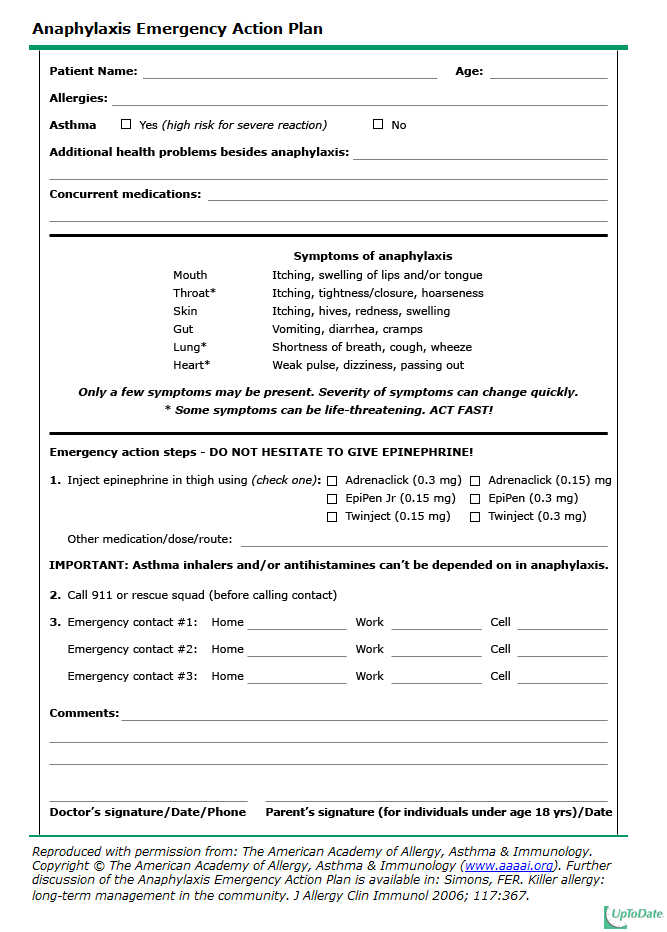 Anaphylaxis Emergency Action Plan
Patient Name: Age:
Allergies:
Asthma Yes (high risk for severe reaction) No
Additional health problems besides anaphylaxis:
Concurrent medications:
Symptoms of anaphylaxis
Mouth Itching, swelling of lips and/or tongue
Throat* Itching, tightness/closure, hoarseness
Skin Itching, hives, redness, swelling
Gut Vomiting, diarrhea, cramps
Lung* Shortness of breath, cough, wheeze
Heart* Weak pulse, dizziness, passing out
Only a few symptoms may be present. Severity of symptoms can change quickly.
* Some symptoms can be life-threatening. ACT FAST!
Emergency action steps - DO NOT HESITATE TO GIVE EPINEPHRINE!
1. Inject epinephrine in thigh using (check one): Adrenaclick (0.3 mg) Adrenaclick (0.15) mg
EpiPen Jr (0.15 mg) EpiPen (0.3 mg)
Twinject (0.15 mg) Twinject (0.3 mg)
Other medication/dose/route:
IMPORTANT: Asthma inhalers and/or antihistamines can't be depended on in anaphylaxis.
2. Call 911 or rescue squad (before calling contact)
3. Emergency contact #1: Home Work Cell
Emergency contact #2: Home Work Cell
Emergency contact #3: Home Work Cell
Comments:
Doctor's signature/Date/Phone Parent's signature (for individuals under age 18 yrs)/Date
Reproduced with permission from: The American Academy of Allergy, Asthma & Immunology.
Copyright © The American Academy of Allergy, Asthma & Immunology (www.aaaai.org). Further
discussion of the Anaphylaxis Emergency Action Plan is available in: Simons, FER. Killer allergy:
long-term management in the community. J Allergy Clin Immunol 2006; 117:367.
UpToDate